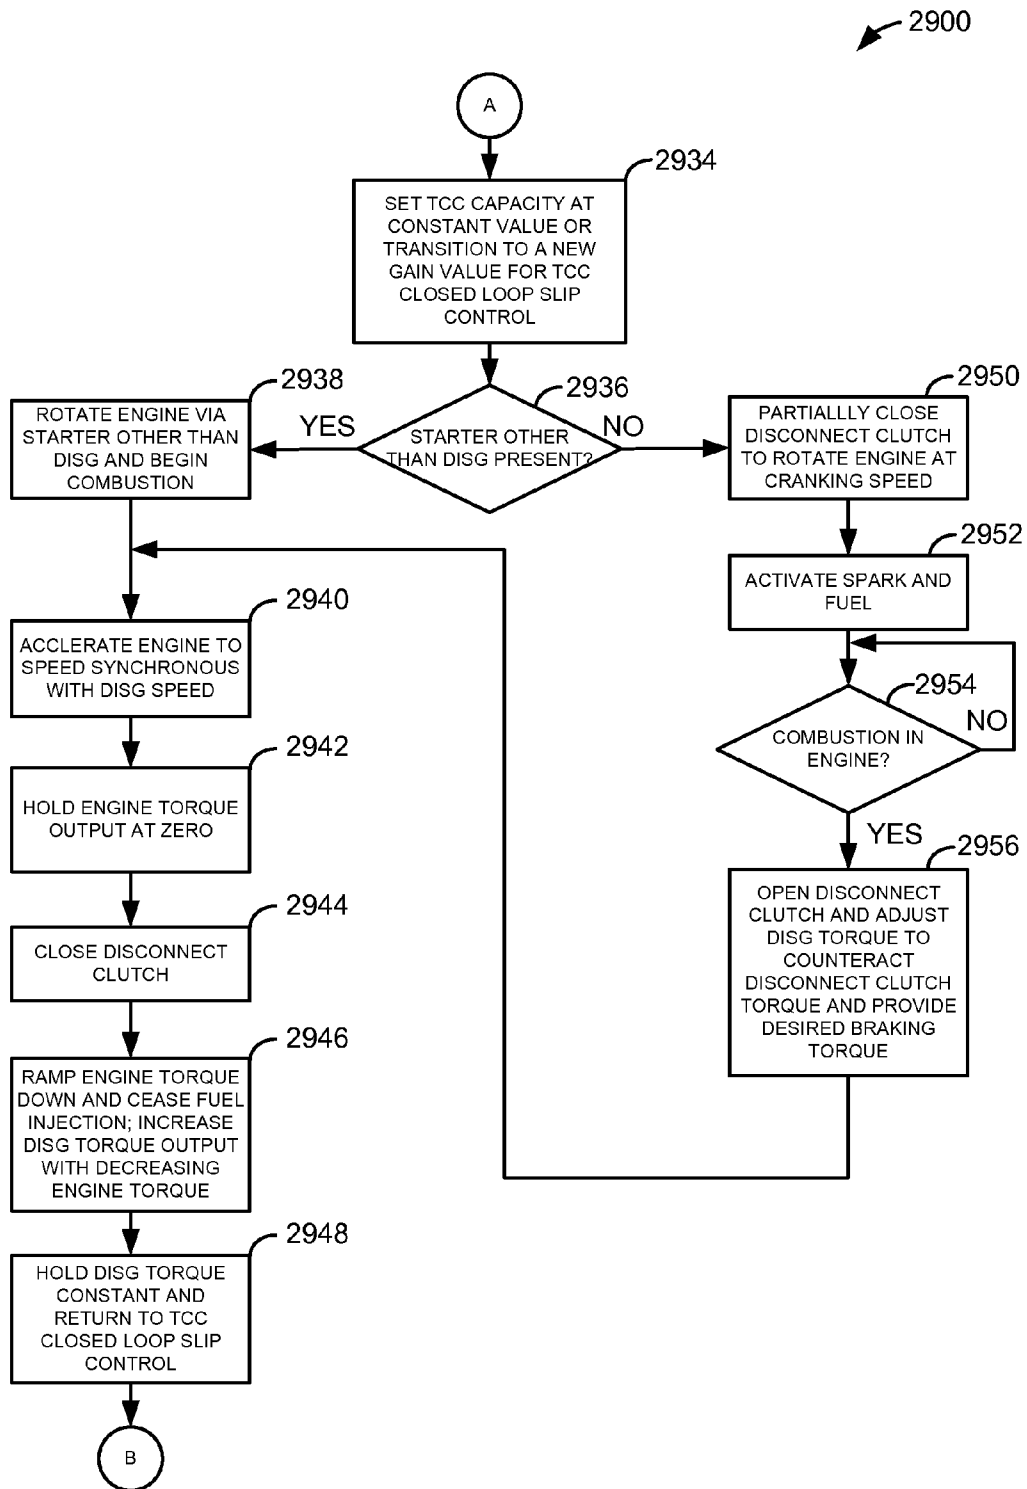 2900
A
2934
SET TCC CAPACITY AT
CONSTANT VALUE OR
TRANSITION TO A NEW
GAIN VALUE FOR TCC
CLOSED LOOP SLIP
CONTROL
2936
STARTER OTHER
THAN DISG PRESENT?
YES
NO
2938
ROTATE ENGINE VIA
STARTER OTHER THAN
DISG AND BEGIN
COMBUSTION
2940
ACCLERATE ENGINE TO
SPEED SYNCHRONOUS
WITH DISG SPEED
2942
HOLD ENGINE TORQUE
OUTPUT AT ZERO
2944
CLOSE DISCONNECT
CLUTCH
2946
RAMP ENGINE TORQUE
DOWN AND CEASE FUEL
INJECTION; INCREASE
DISG TORQUE OUTPUT
WITH DECREASING
ENGINE TORQUE
2948
HOLD DISG TORQUE
CONSTANT AND
RETURN TO TCC
CLOSED LOOP SLIP
CONTROL
B
2950
PARTIALLLY CLOSE
DISCONNECT CLUTCH
TO ROTATE ENGINE AT
CRANKING SPEED
2952
ACTIVATE SPARK AND
FUEL
2954
COMBUSTION IN
ENGINE?
NO
YES
2956
OPEN DISCONNECT
CLUTCH AND ADJUST
DISG TORQUE TO
COUNTERACT
DISCONNECT CLUTCH
TORQUE AND PROVIDE
DESIRED BRAKING
TORQUE